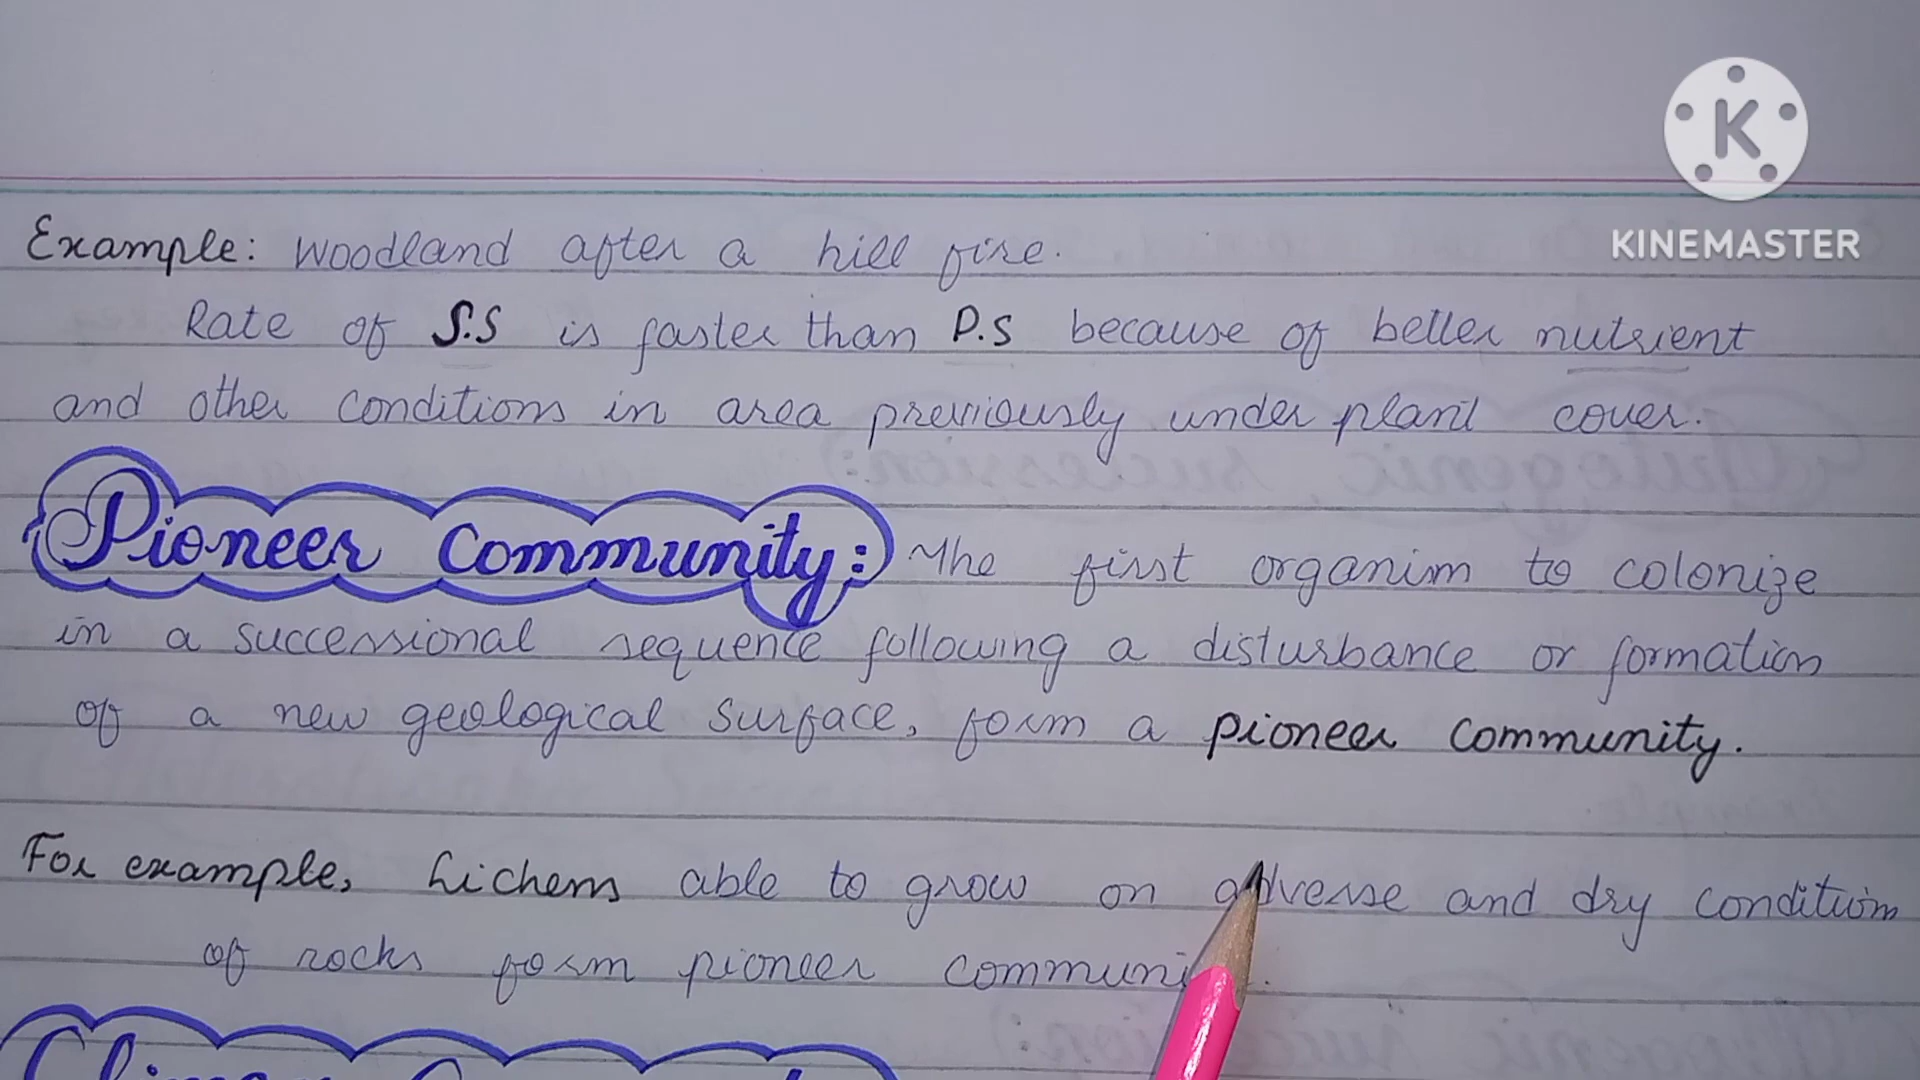 K
KINEMASTER
Example: Woodland after a hill fire.
Rate of S.S is faster than P.S because of better nutrient
and other conditions in area previously under plant cover.
Pioneer Community: The first organism to colonize
in a successional sequence following a disturbance or formation
of a new geological surface, form a pioneer community.
For example, Lichens able to grow on adverse and dry condition
of rocks form pioneer